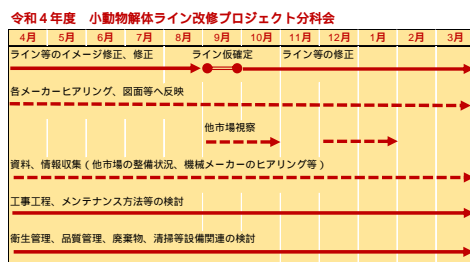 令和４年度　小動物解体ライン改修プロジェクト分科会
4月 5月 6月 7月 8月 9月 10月 11月 12月 1月 2月 3月
ライン等のイメージ修正、修正 ライン仮確定 ライン等の修正
各メーカーヒアリング、図面等へ反映
他市場視察
資料、情報収集（他市場の整備状況、機械メーカーのヒアリング等）
工事工程、メンテナンス方法等の検討
衛生管理、品質管理、廃棄物、清掃等設備関連の検討